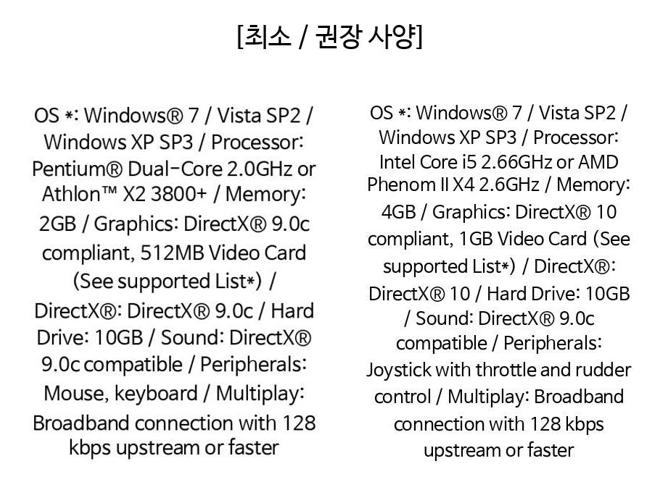 [최소 / 권장 사양]
OS *: Windows® 7 / Vista SP2 /
Windows XP SP3 / Processor:
Pentium® Dual-Core 2.0GHz or
Athlon™ X2 3800+ / Memory:
2GB / Graphics: DirectX® 9.0c
compliant, 512MB Video Card
(See supported List*) /
DirectX®: DirectX® 9.0c / Hard
Drive: 10GB / Sound: DirectX®
9.0c compatible / Peripherals:
Mouse, keyboard / Multiplay:
Broadband connection with 128
kbps upstream or faster
OS *: Windows® 7 / Vista SP2 /
Windows XP SP3 / Processor:
Intel Core i5 2.66GHz or AMD
Phenom II X4 2.6GHz / Memory:
4GB / Graphics: DirectX® 10
compliant, 1GB Video Card (See
supported List*) / DirectX®:
DirectX® 10 / Hard Drive: 10GB
/ Sound: DirectX® 9.0c
compatible / Peripherals:
Joystick with throttle and rudder
control / Multiplay: Broadband
connection with 128 kbps
upstream or faster